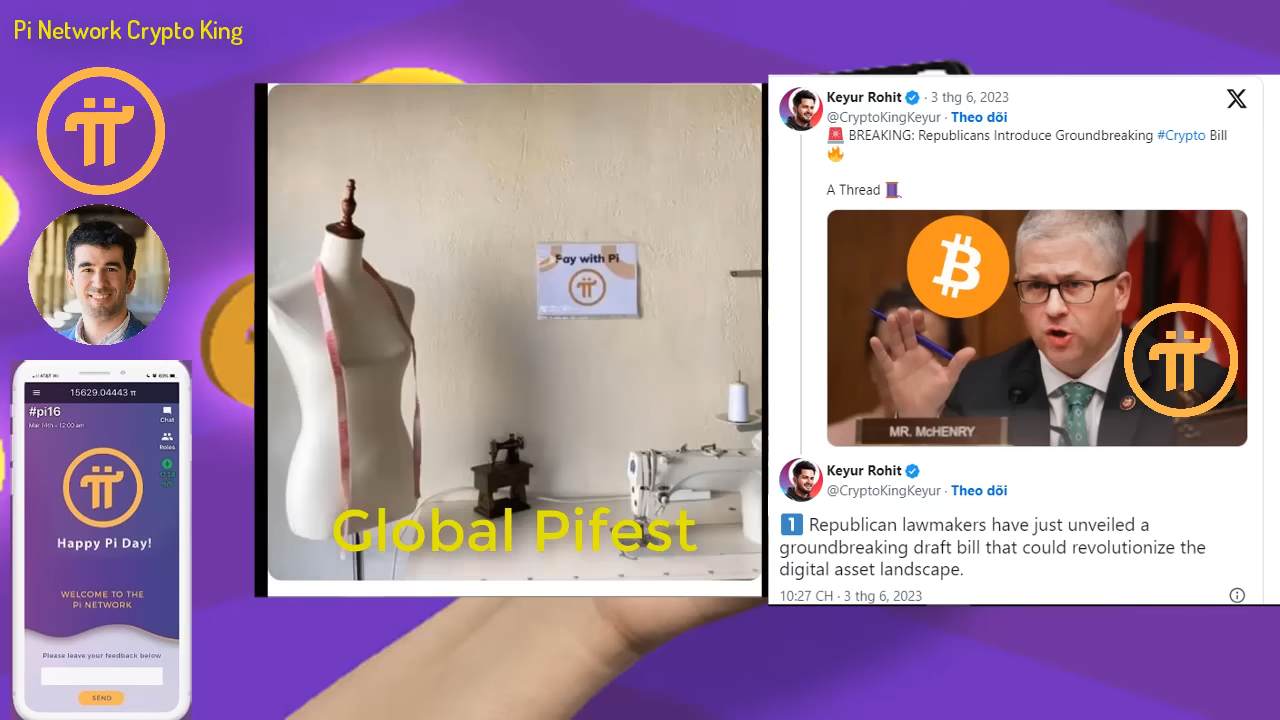 Pi Network Crypto King
15629.04443 π
#pi16
Mar 14th - 12:00 am
Chat
Roles
Happy Pi Day!
WELCOME TO THE
Pi NETWORK
Please leave your feedback below
SEND
Pay with Pi
Global Pifest
Keyur Rohit · 3 thg 6, 2023
@CryptoKingKeyur · Theo dõi
🚨 BREAKING: Republicans Introduce Groundbreaking #Crypto Bill
🔥
A Thread 🧵
MR. McHENRY
Keyur Rohit
@CryptoKingKeyur · Theo dõi
1️⃣ Republican lawmakers have just unveiled a
groundbreaking draft bill that could revolutionize the
digital asset landscape.
10:27 CH · 3 thg 6, 2023